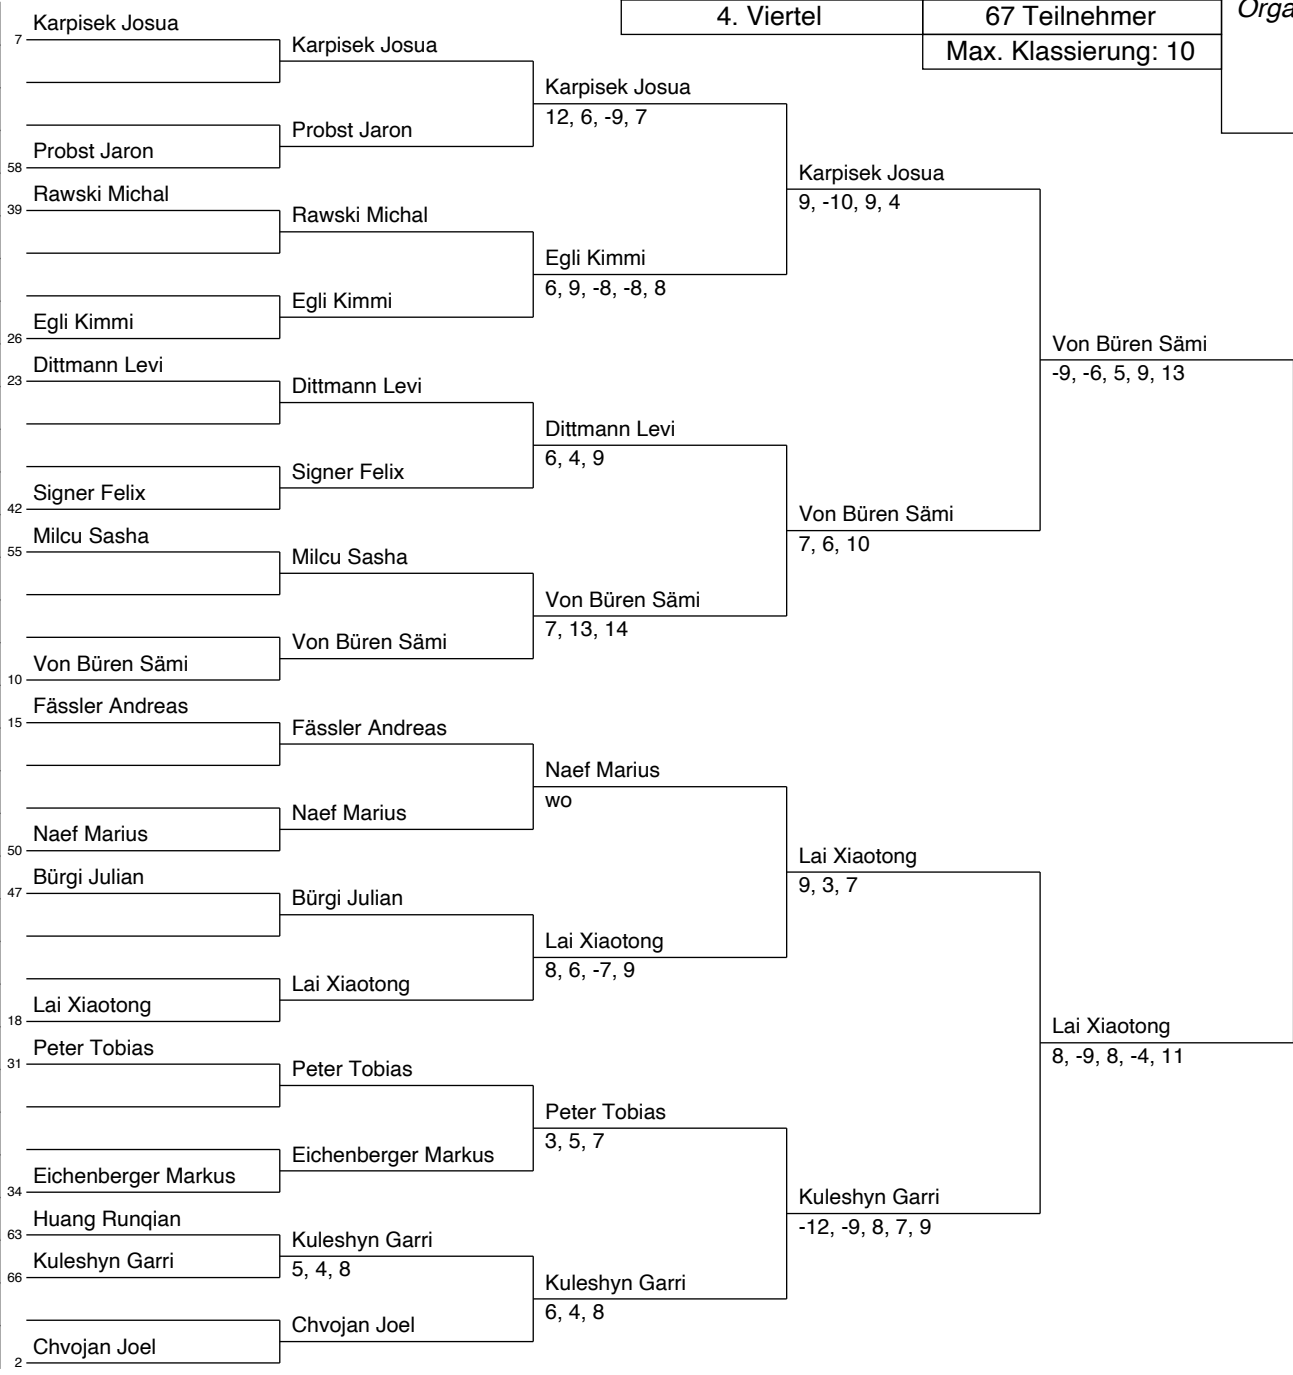 4. Viertel
67 Teilnehmer
Orga
Max. Klassierung: 10
7
Karpisek Josua
58
Probst Jaron
39
Rawski Michal
26
Egli Kimmi
23
Dittmann Levi
42
Signer Felix
55
Milcu Sasha
10
Von Büren Sämi
15
Fässler Andreas
50
Naef Marius
47
Bürgi Julian
18
Lai Xiaotong
31
Peter Tobias
34
Eichenberger Markus
63
Huang Runqian
66
Kuleshyn Garri
2
Chvojan Joel
Karpisek Josua
Probst Jaron
Rawski Michal
Egli Kimmi
Dittmann Levi
Signer Felix
Milcu Sasha
Von Büren Sämi
Fässler Andreas
Naef Marius
Bürgi Julian
Lai Xiaotong
Peter Tobias
Eichenberger Markus
Kuleshyn Garri
5, 4, 8
Chvojan Joel
Karpisek Josua
12, 6, -9, 7
Egli Kimmi
6, 9, -8, -8, 8
Dittmann Levi
6, 4, 9
Von Büren Sämi
7, 13, 14
Naef Marius
wo
Lai Xiaotong
8, 6, -7, 9
Peter Tobias
3, 5, 7
Kuleshyn Garri
6, 4, 8
Karpisek Josua
9, -10, 9, 4
Von Büren Sämi
7, 6, 10
Lai Xiaotong
9, 3, 7
Kuleshyn Garri
-12, -9, 8, 7, 9
Von Büren Sämi
-9, -6, 5, 9, 13
Lai Xiaotong
8, -9, 8, -4, 11